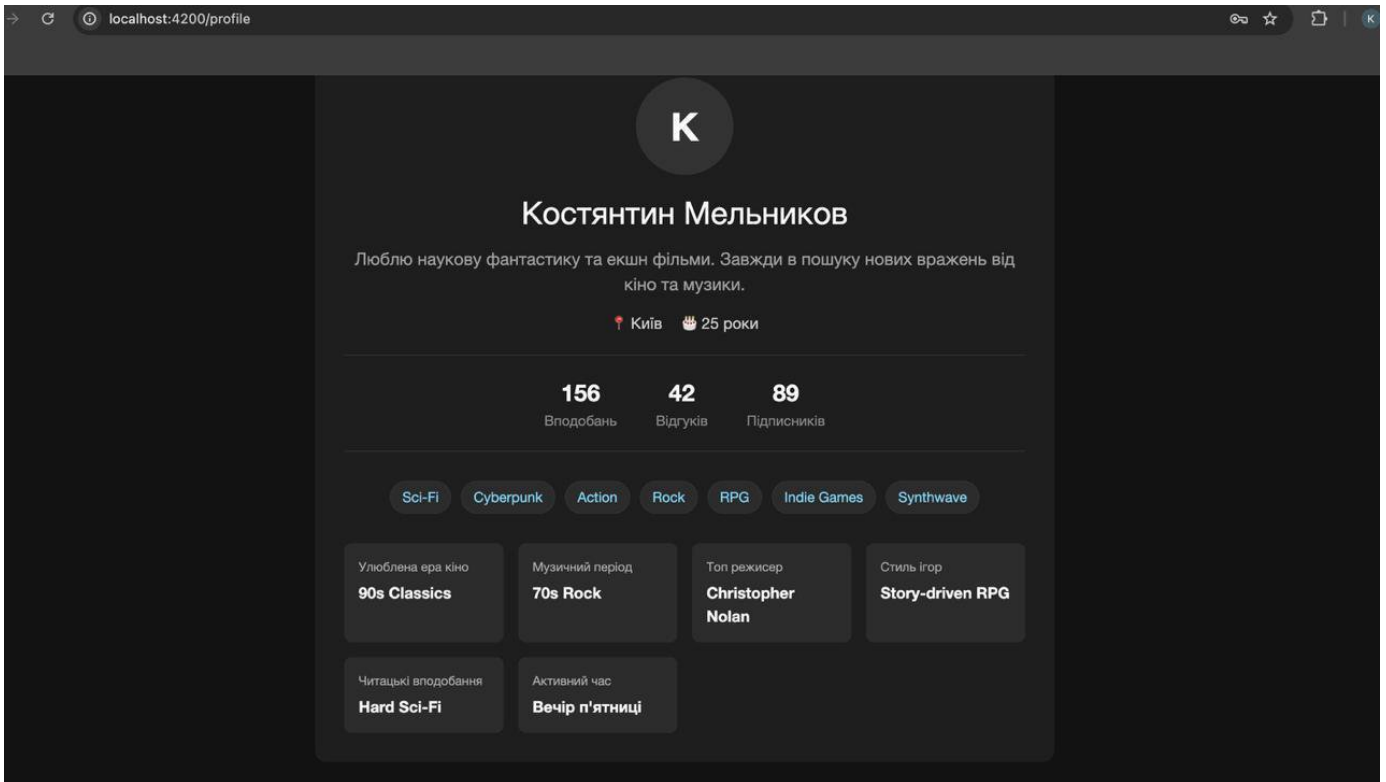 localhost:4200/profile
K
K
Костянтин Мельников
Люблю наукову фантастику та екшн фільми. Завжди в пошуку нових вражень від
кіно та музики.
📍 Київ 🎂 25 роки
156 42 89
Вподобань Відгуків Підписників
Sci-Fi Cyberpunk Action Rock RPG Indie Games Synthwave
Улюблена ера кіно Музичний період Топ режисер Стиль ігор
90s Classics 70s Rock Christopher Story-driven RPG
Nolan
Читацькі вподобання Активний час
Hard Sci-Fi Вечір п'ятниці